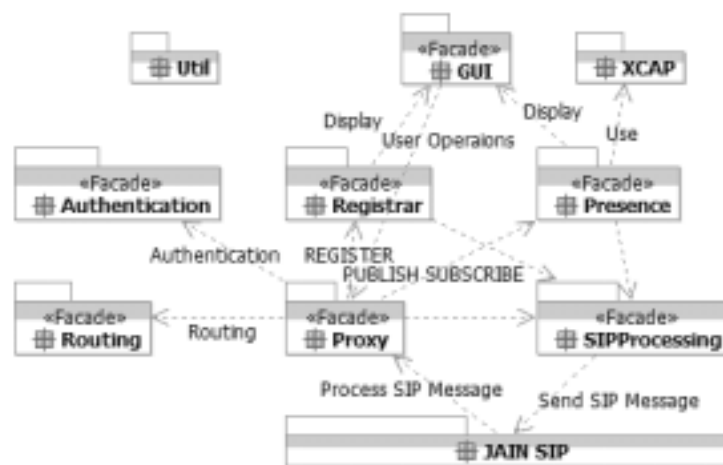 «Facade»
Util
GUI
XCAP
Display
Display
User Operaions
Use
«Facade»
«Facade»
«Facade»
Authentication
Registrar
Presence
Authentication
REGISTER
PUBLISH SUBSCRIBE
«Facade»
«Facade»
«Facade»
Routing
Routing
Proxy
SIPProcessing
Process SIP Message
Send SIP Message
JAIN SIP